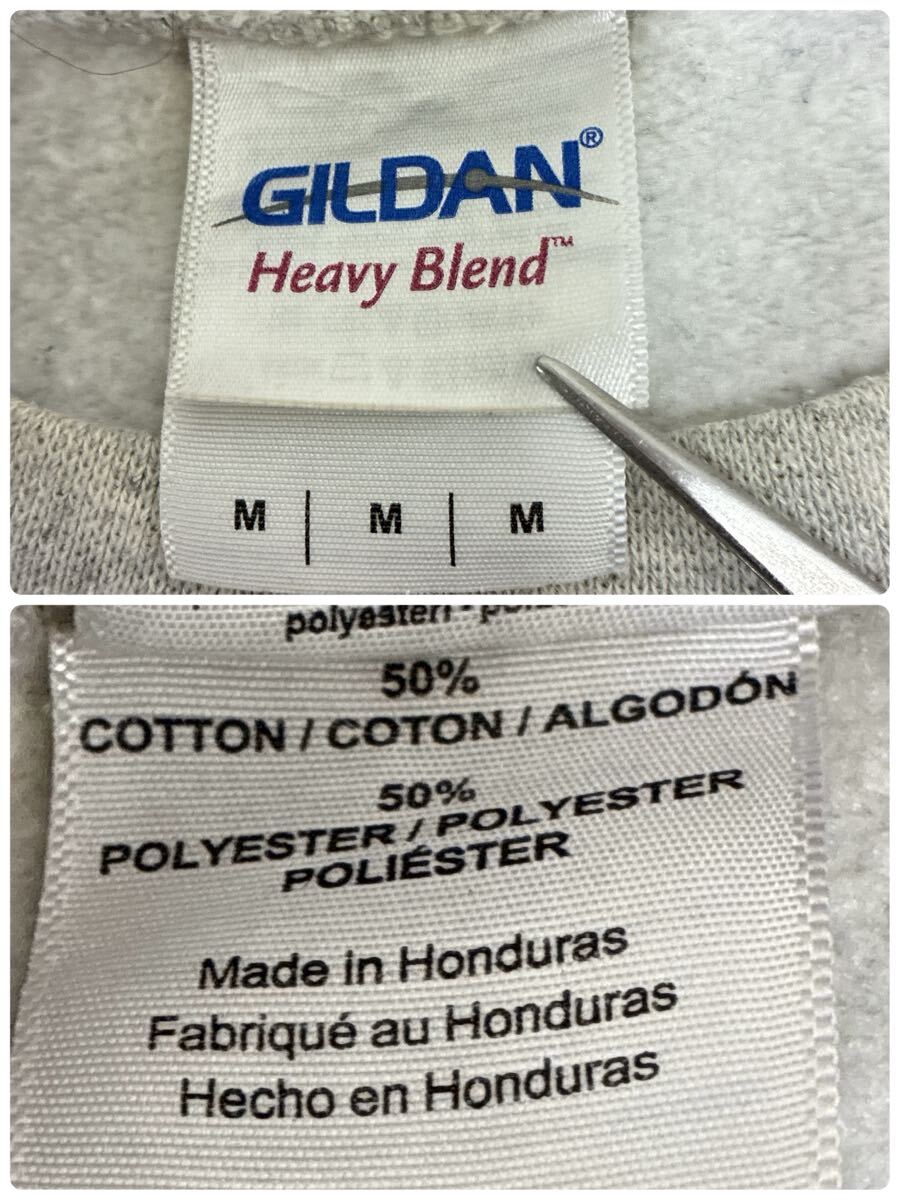 GILDAN®
Heavy Blend™
M | M | M
50%
COTTON / COTON / ALGODÓN
50%
POLYESTER / POLYESTER
POLIÉSTER
Made in Honduras
Fabriqué au Honduras
Hecho en Honduras